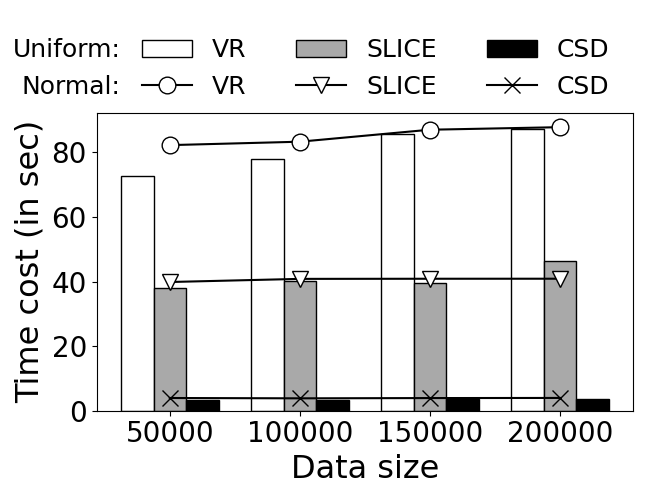 Uniform: VR SLICE CSD
Normal: VR SLICE CSD
Time cost (in sec)
80
60
40
20
0
50000 100000 150000 200000
Data size